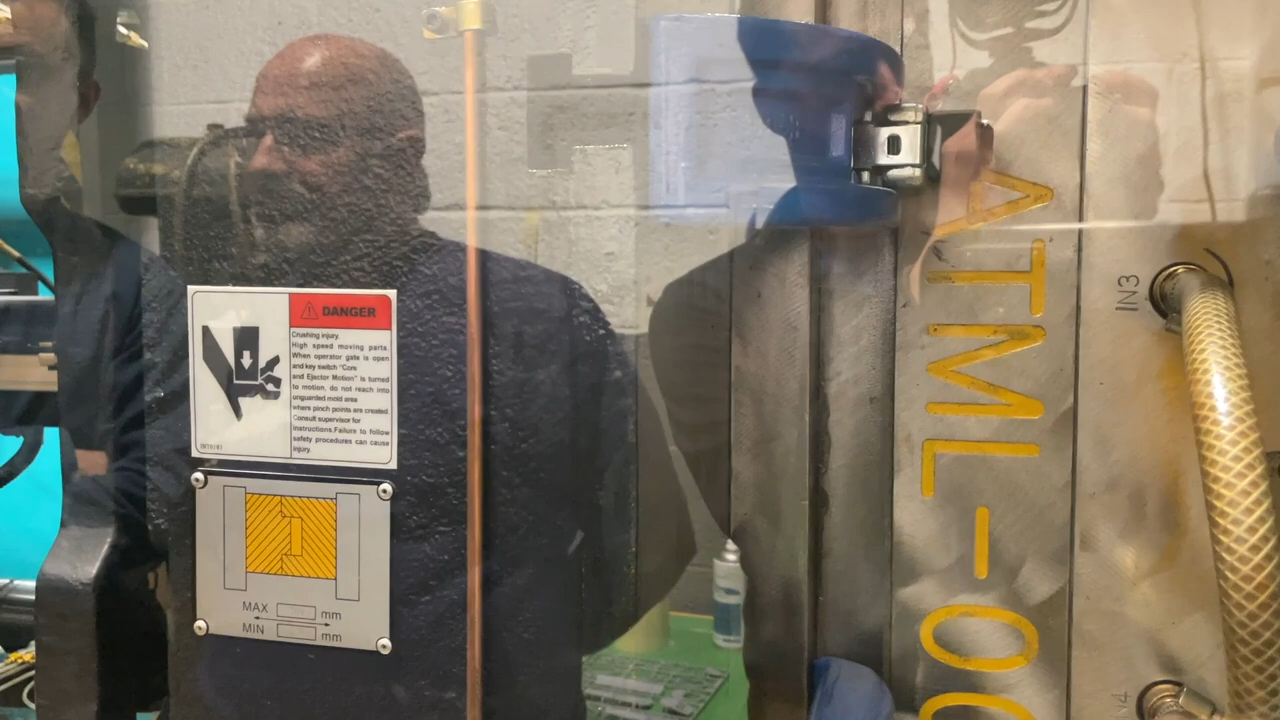 DANGER
Crushing injury.
High speed moving parts.
When operator gate is open
and key switch "Cors
and Ejector Motion" is turned
to motion, do not reach into
unguarded mold area
where pinch points are created.
Consult supervisor for
Instructions.Failure to follow
safety procedures can cause
injury.
MAX mm
MIN mm
ATML-00
IN3